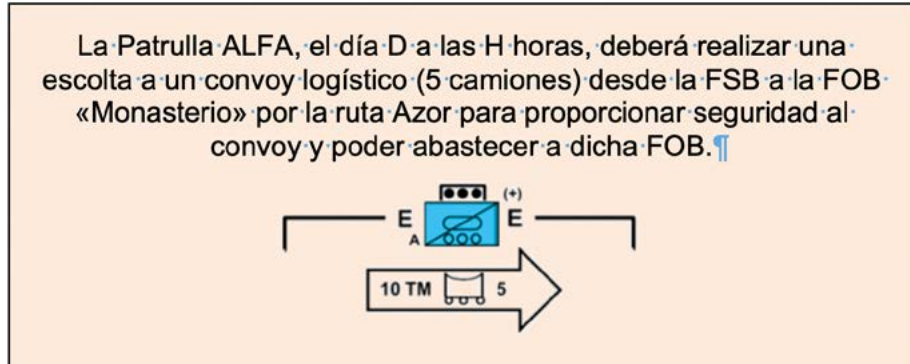 La Patrulla ALFA, el día D a las H horas, deberá realizar una
escolta a un convoy logístico (5 camiones) desde la FSB a la FOB
«Monasterio» por la ruta Azor para proporcionar seguridad al
convoy y poder abastecer a dicha FOB.¶
(+)
E E
A
10 TM 5